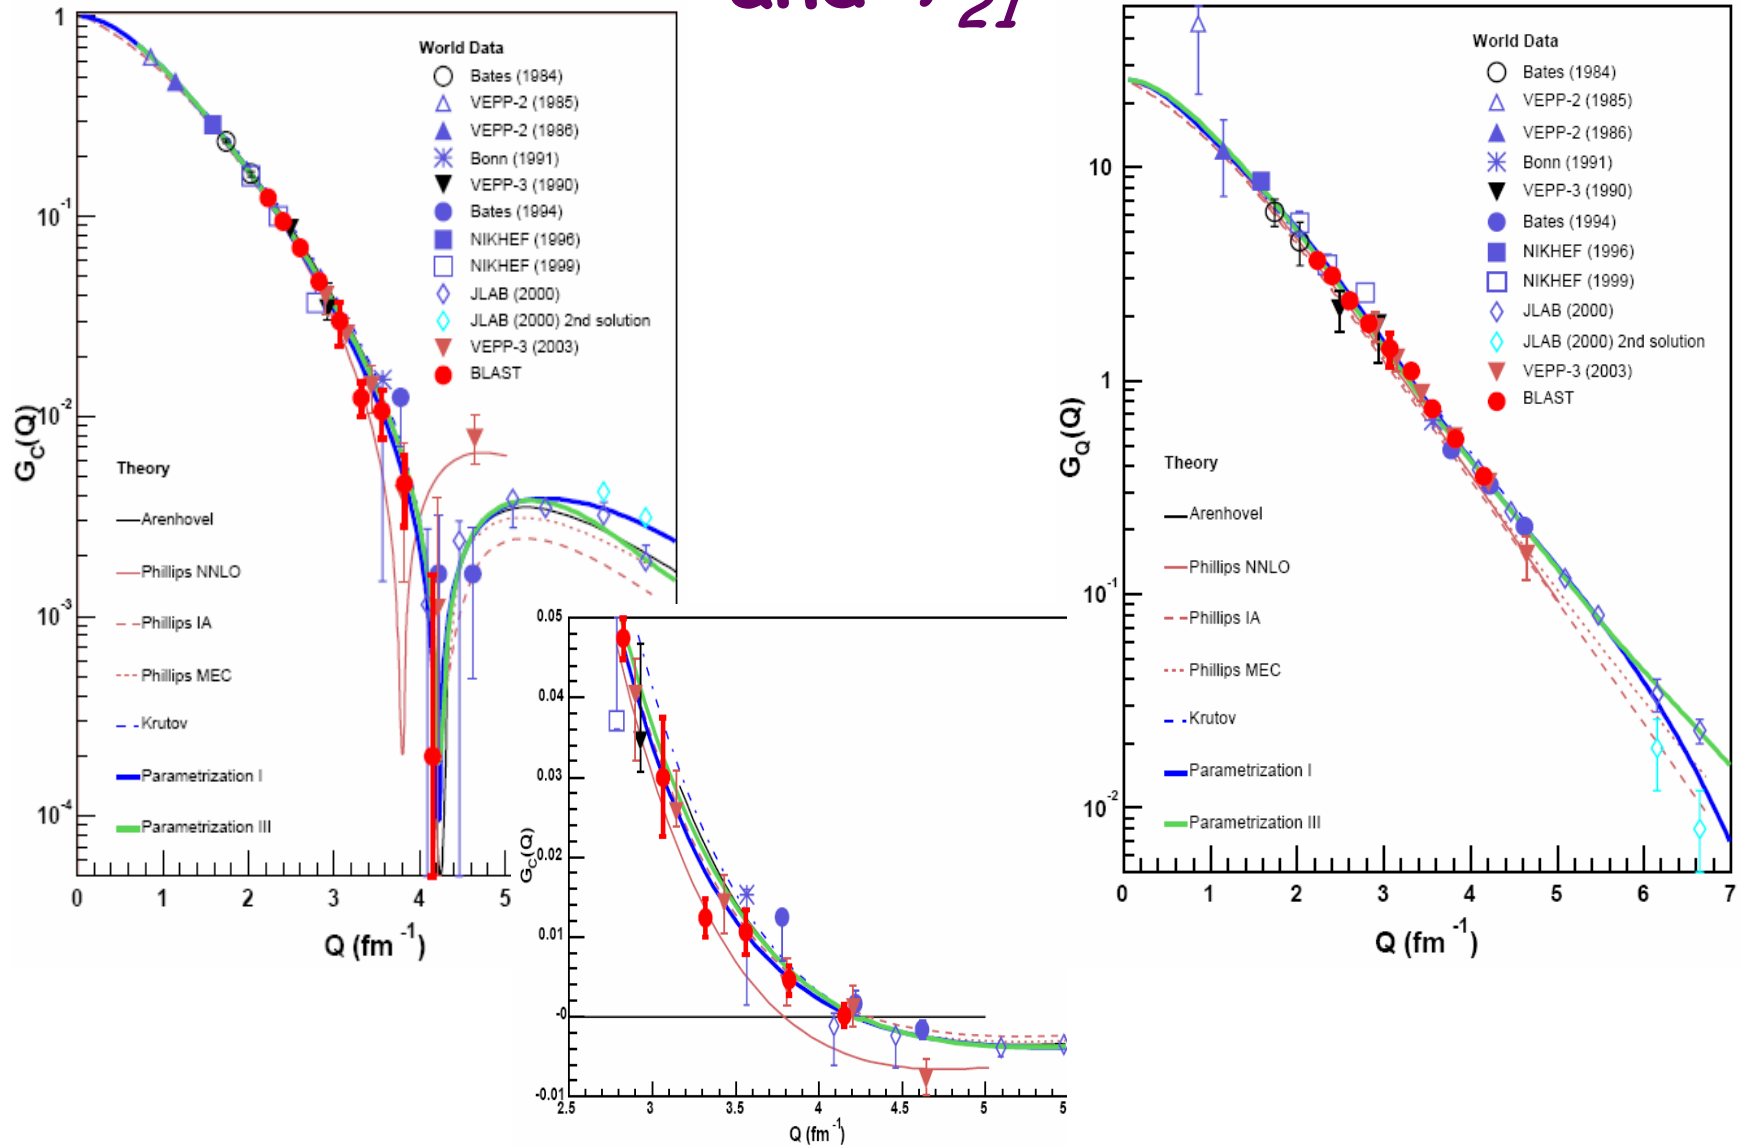 and
21
1
10⁻¹
10⁻²
10⁻³
10⁻⁴
G_C(Q)
World Data
Bates (1984)
VEPP-2 (1985)
VEPP-2 (1986)
Bonn (1991)
VEPP-3 (1990)
Bates (1994)
NIKHEF (1996)
NIKHEF (1999)
JLAB (2000)
JLAB (2000) 2nd solution
VEPP-3 (2003)
BLAST
Theory
Arenhovel
Phillips NNLO
Phillips IA
Phillips MEC
Krutov
Parametrization I
Parametrization III
0 1 2 3 4 5
Q (fm ⁻¹)
0.05
0.04
0.03
0.02
0.01
-0
-0.01
G_C(Q)
2.5 3 3.5 4 4.5 5 5
Q (fm⁻¹)
10
1
10⁻¹
10⁻²
G_Q(Q)
World Data
Bates (1984)
VEPP-2 (1985)
VEPP-2 (1986)
Bonn (1991)
VEPP-3 (1990)
Bates (1994)
NIKHEF (1996)
NIKHEF (1999)
JLAB (2000)
JLAB (2000) 2nd solution
VEPP-3 (2003)
BLAST
Theory
Arenhovel
Phillips NNLO
Phillips IA
Phillips MEC
Krutov
Parametrization I
Parametrization III
0 1 2 3 4 5 6 7
Q (fm ⁻¹)